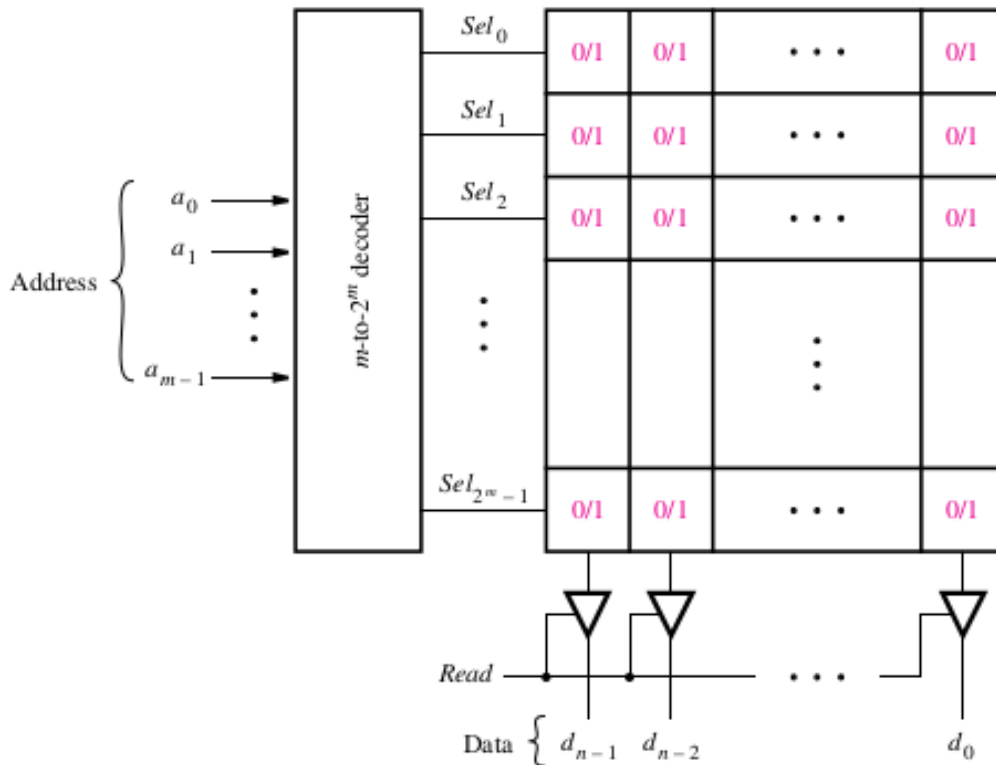 Sel₀ 0/1 0/1 • • • 0/1
Sel₁ 0/1 0/1 • • • 0/1
a₀ Sel₂ 0/1 0/1 • • • 0/1
a₁
Address
m-to-2ᵐ decoder
aₘ₋₁
Sel₂ᵐ₋₁ 0/1 0/1 • • • 0/1
Read • • •
Data dₙ₋₁ dₙ₋₂ d₀